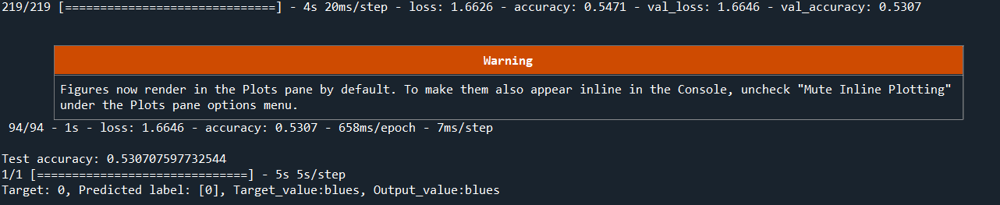 219/219 [==============================] - 4s 20ms/step - loss: 1.6626 - accuracy: 0.5471 - val_loss: 1.6646 - val_accuracy: 0.5307
Warning
Figures now render in the Plots pane by default. To make them also appear inline in the Console, uncheck "Mute Inline Plotting"
under the Plots pane options menu.
94/94 - 1s - loss: 1.6646 - accuracy: 0.5307 - 658ms/epoch - 7ms/step
Test accuracy: 0.530707597732544
1/1 [==============================] - 5s 5s/step
Target: 0, Predicted label: [0], Target_value:blues, Output_value:blues